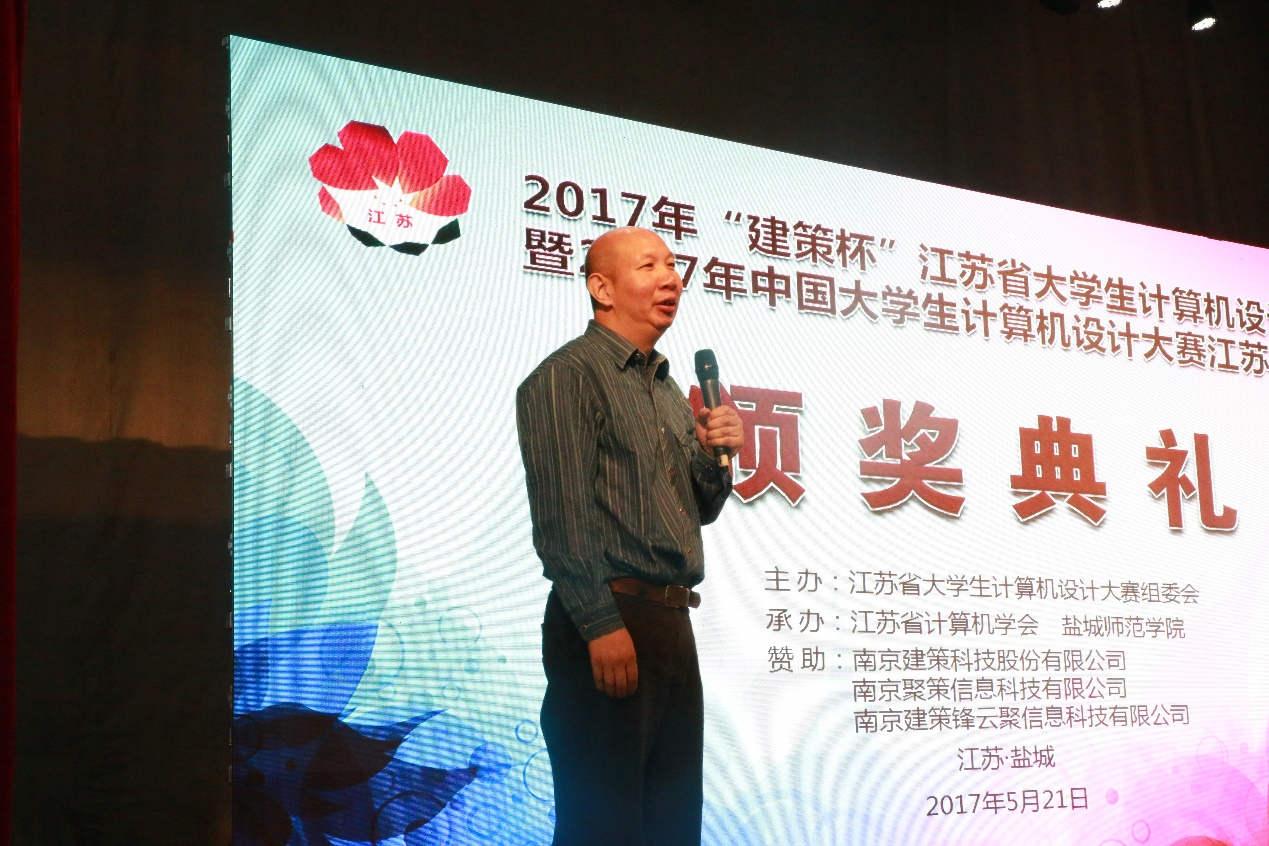 江苏
2017年“建策杯”江苏省大学生计算机设
暨2017年中国大学生计算机设计大赛江苏
颁奖典礼
主办：江苏省大学生计算机设计大赛组委会
承办：江苏省计算机学会 盐城师范学院
赞助：南京建策科技股份有限公司
南京聚策信息科技有限公司
南京建策锋云聚信息科技有限公司
江苏·盐城
2017年5月21日